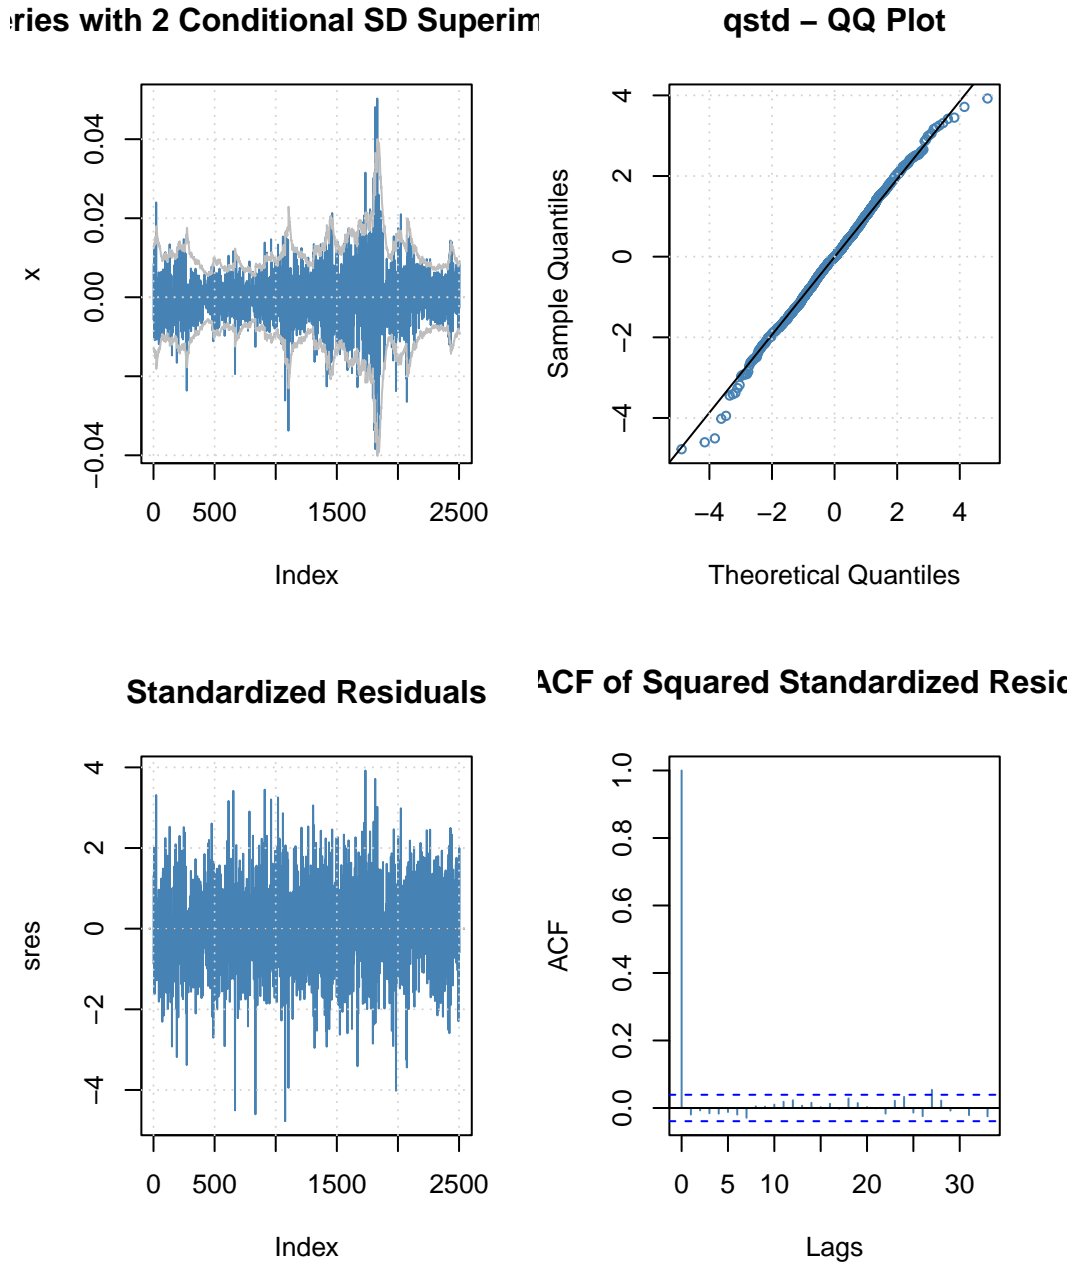 eries with 2 Conditional SD Superim
x
0.04
0.02
0.00
−0.04
0 500 1500 2500
Index
qstd − QQ Plot
Sample Quantiles
4
2
0
−2
−4
−4 −2 0 2 4
Theoretical Quantiles
Standardized Residuals
sres
4
2
0
−2
−4
0 500 1500 2500
Index
ACF of Squared Standardized Resid
ACF
1.0
0.8
0.6
0.4
0.2
0.0
0 5 10 20 30
Lags